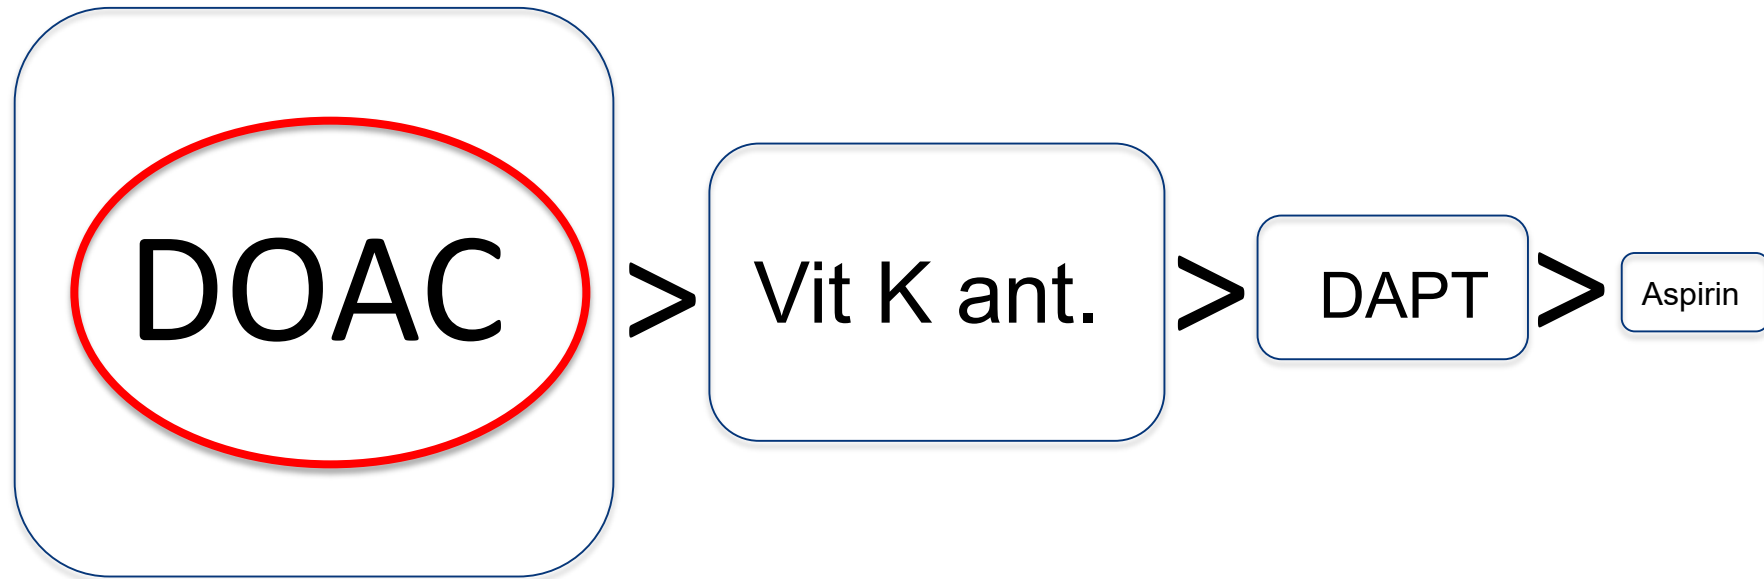 DOAC > Vit K ant. > DAPT > Aspirin